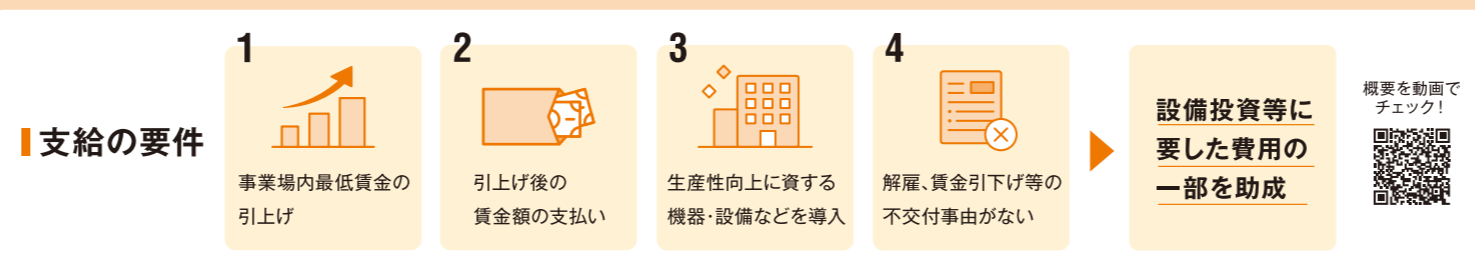 支給の要件
1
事業場内最低賃金の
引上げ
2
引上げ後の
賃金額の支払い
3
生産性向上に資する
機器・設備などを導入
4
解雇、賃金引下げ等の
不交付事由がない
設備投資等に
要した費用の
一部を助成
概要を動画で
チェック！